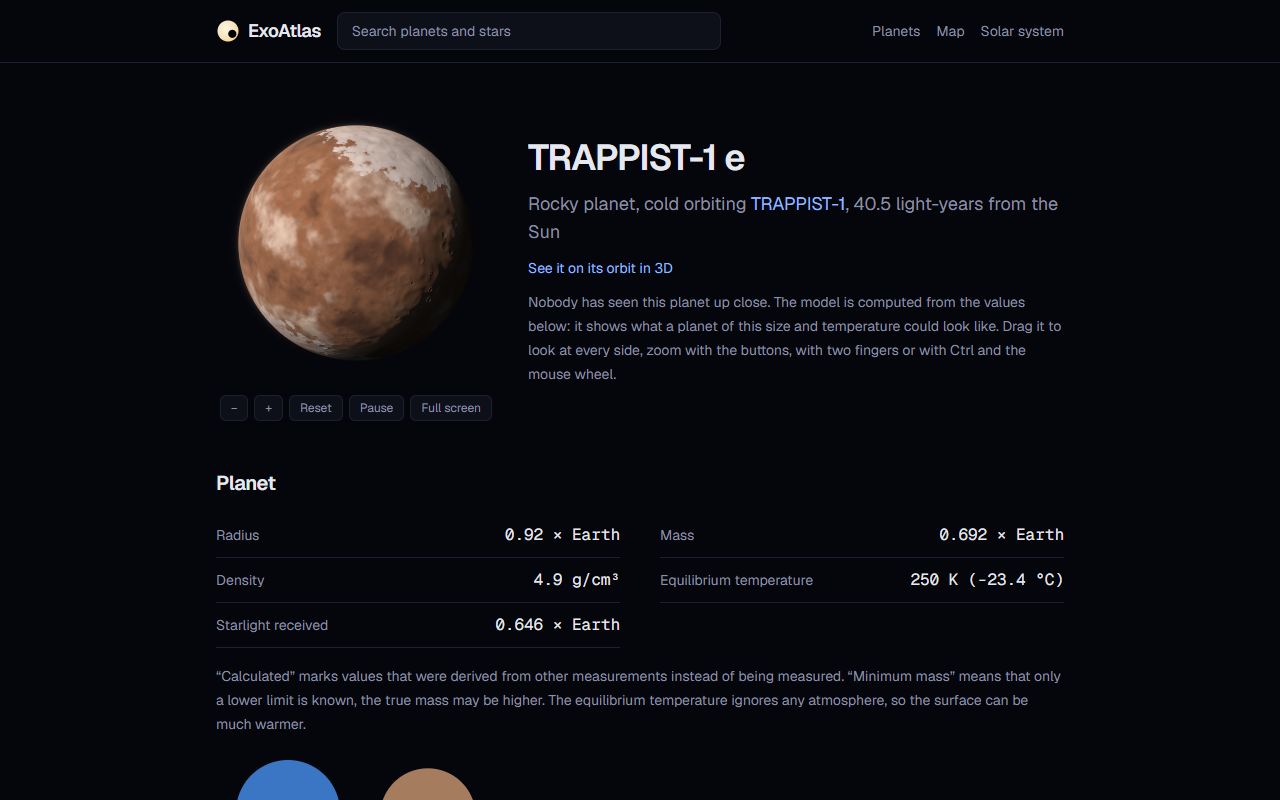 ExoAtlas
Search planets and stars
Planets
Map
Solar system
TRAPPIST-1 e
Rocky planet, cold orbiting TRAPPIST-1, 40.5 light-years from the
Sun
See it on its orbit in 3D
Nobody has seen this planet up close. The model is computed from the values
below: it shows what a planet of this size and temperature could look like. Drag it to
look at every side, zoom with the buttons, with two fingers or with Ctrl and the
mouse wheel.
−
+
Reset
Pause
Full screen
Planet
Radius
0.92 × Earth
Mass
0.692 × Earth
Density
4.9 g/cm³
Equilibrium temperature
250 K (-23.4 °C)
Starlight received
0.646 × Earth
“Calculated” marks values that were derived from other measurements instead of being measured. “Minimum mass” means that only
a lower limit is known, the true mass may be higher. The equilibrium temperature ignores any atmosphere, so the surface can be
much warmer.